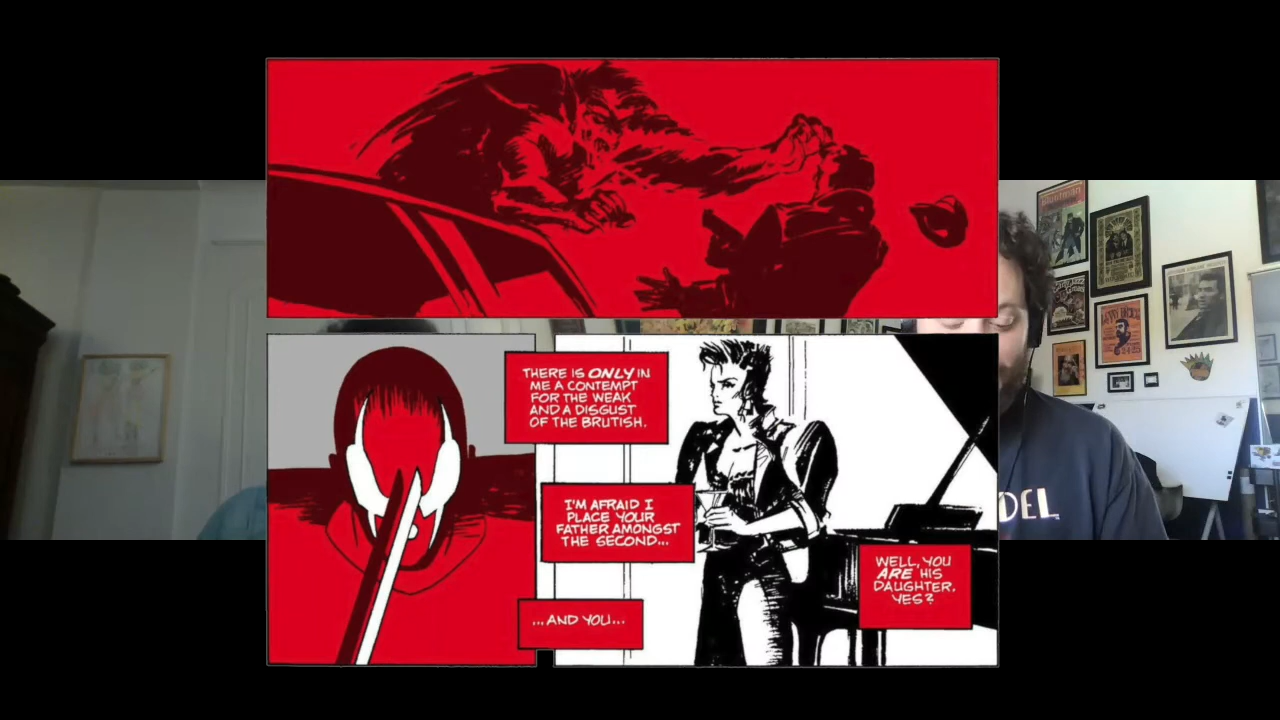 THERE IS ONLY IN
ME A CONTEMPT
FOR THE WEAK
AND A DISGUST
OF THE BRUTISH.
I'M AFRAID I
PLACE YOUR
FATHER AMONGST
THE SECOND...
...AND YOU...
WELL, YOU
ARE HIS
DAUGHTER.
YES?
DEL